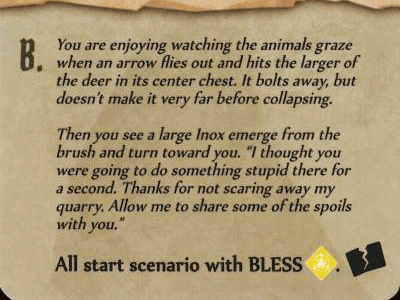 B.
You are enjoying watching the animals graze
when an arrow flies out and hits the larger of
the deer in its center chest. It bolts away, but
doesn't make it very far before collapsing.
Then you see a large Inox emerge from the
brush and turn toward you. "I thought you
were going to do something stupid there for
a second. Thanks for not scaring away my
quarry. Allow me to share some of the spoils
with you."
All start scenario with BLESS .